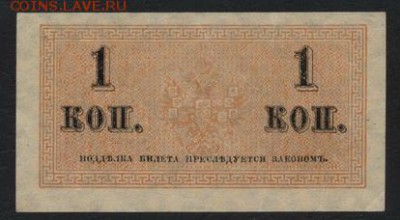 COINS.LAVE.RU
1 1
КОП. КОП.
ПОДДѢЛКА БИЛЕТА ПРЕСЛѢДУЕТСЯ ЗАКОНОМЪ.